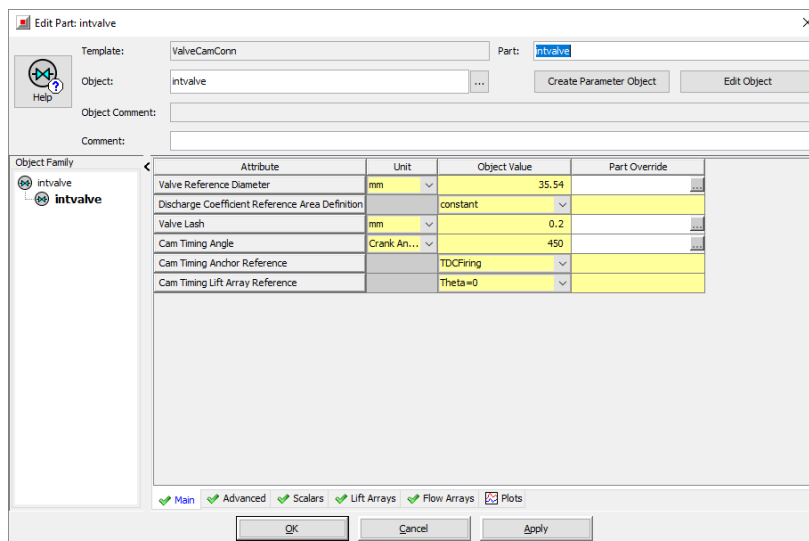 Edit Part: intvalve
Template: ValveCamConn Part: intvalve
Help
Object: intvalve ... Create Parameter Object Edit Object
Object Comment:
Comment:
Object Family
intvalve
intvalve
Attribute Unit Object Value Part Override
Valve Reference Diameter mm 35.54 ...
Discharge Coefficient Reference Area Definition constant
Valve Lash mm 0.2 ...
Cam Timing Angle Crank An... 450 ...
Cam Timing Anchor Reference TDCFiring
Cam Timing Lift Array Reference Theta=0
Main Advanced Scalars Lift Arrays Flow Arrays Plots
OK Cancel Apply